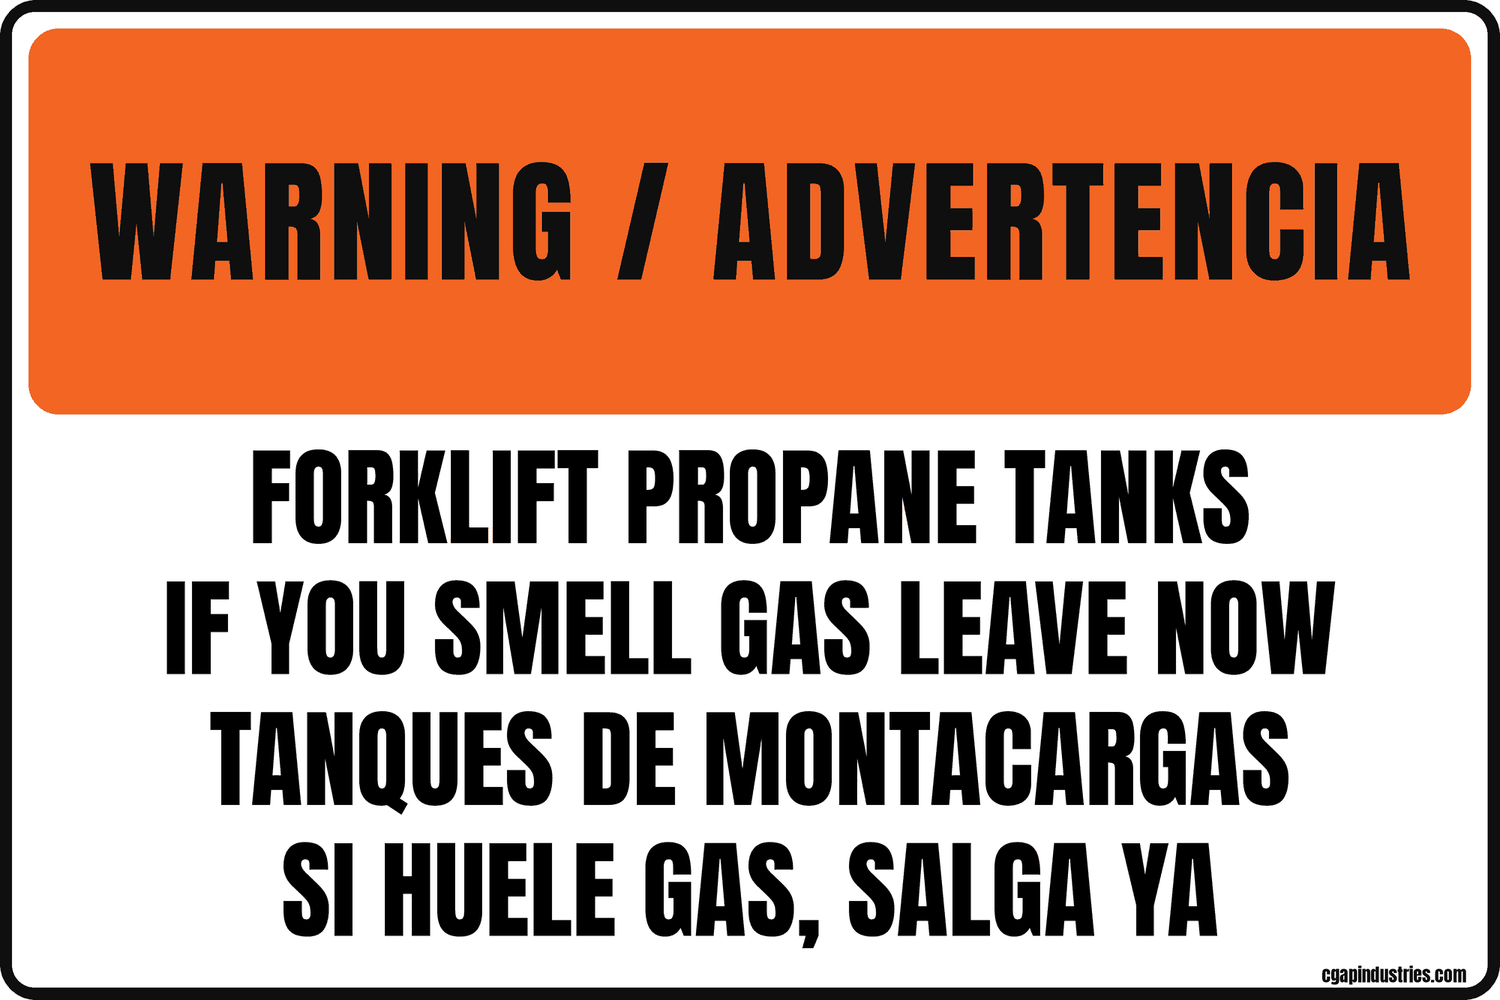 WARNING / ADVERTENCIA
FORKLIFT PROPANE TANKS
IF YOU SMELL GAS LEAVE NOW
TANQUES DE MONTACARGAS
SI HUELE GAS, SALGA YA
cgapindustries.com